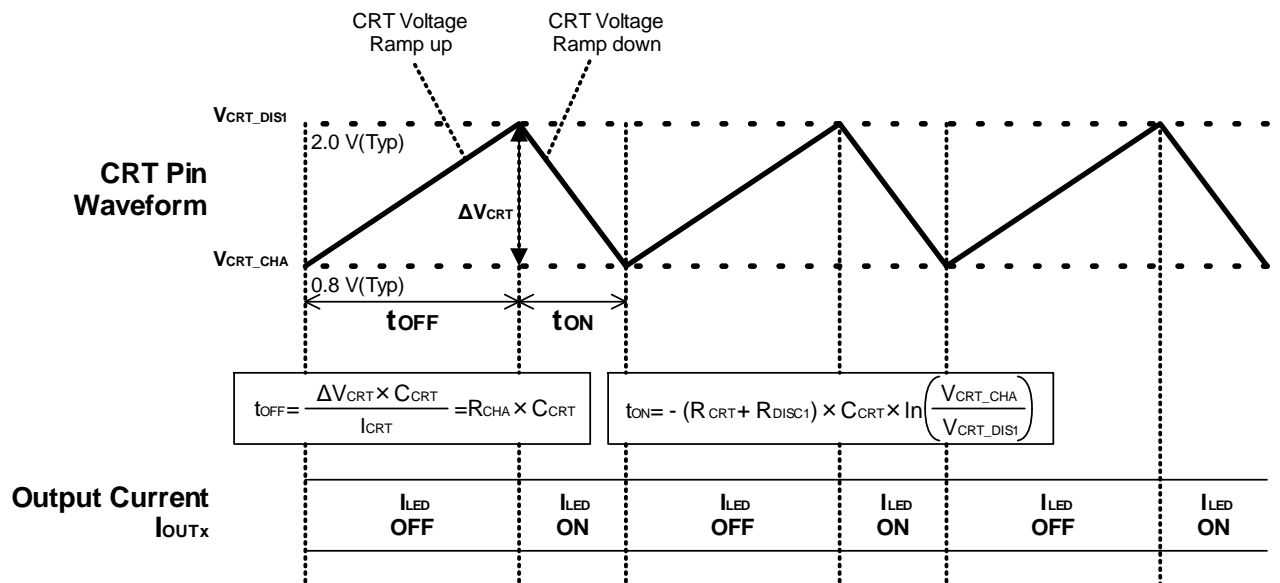 CRT Voltage
Ramp up
CRT Voltage
Ramp down
VCRT_DIS1
2.0 V(Typ)
CRT Pin
Waveform
ΔVCRT
VCRT_CHA
0.8 V(Typ)
tOFF
tON
tOFF= ΔVCRT × CCRT / ICRT =RCHA × CCRT
tON= - (RCRT + RDISC1) × CCRT × ln(VCRT_CHA / VCRT_DIS1)
Output Current
IOUTx
ILED
OFF
ILED
ON
ILED
OFF
ILED
ON
ILED
OFF
ILED
ON